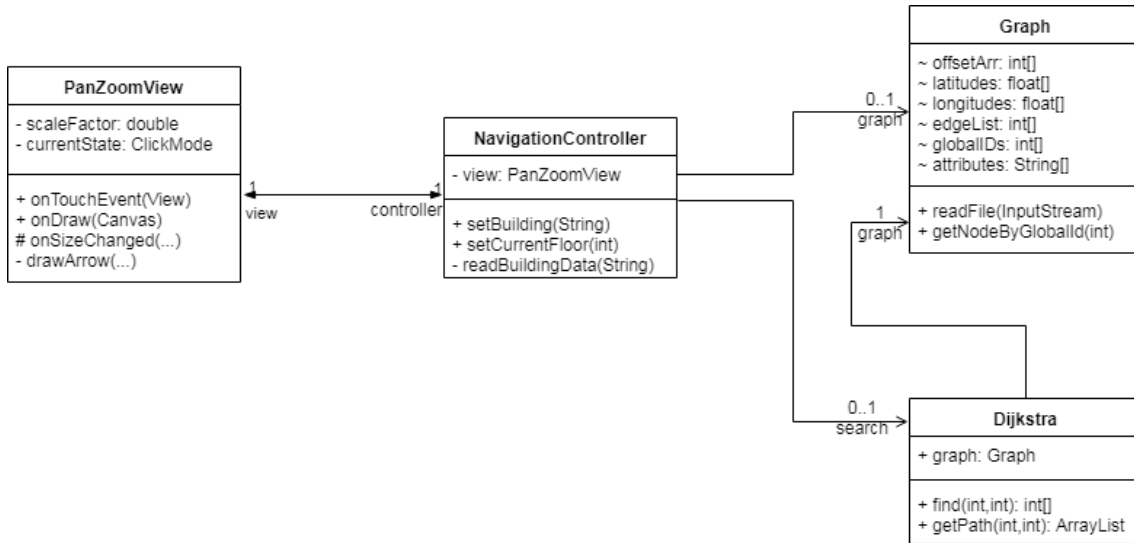 PanZoomView
- scaleFactor: double
- currentState: ClickMode
+ onTouchEvent(View)
+ onDraw(Canvas)
# onSizeChanged(...)
- drawArrow(...)
1
view
1
controller
NavigationController
- view: PanZoomView
+ setBuilding(String)
+ setCurrentFloor(int)
- readBuildingData(String)
0..1
graph
1
graph
0..1
search
Graph
~ offsetArr: int[]
~ latitudes: float[]
~ longitudes: float[]
~ edgeList: int[]
~ globalIDs: int[]
~ attributes: String[]
+ readFile(InputStream)
+ getNodeByGlobalId(int)
Dijkstra
+ graph: Graph
+ find(int,int): int[]
+ getPath(int,int): ArrayList